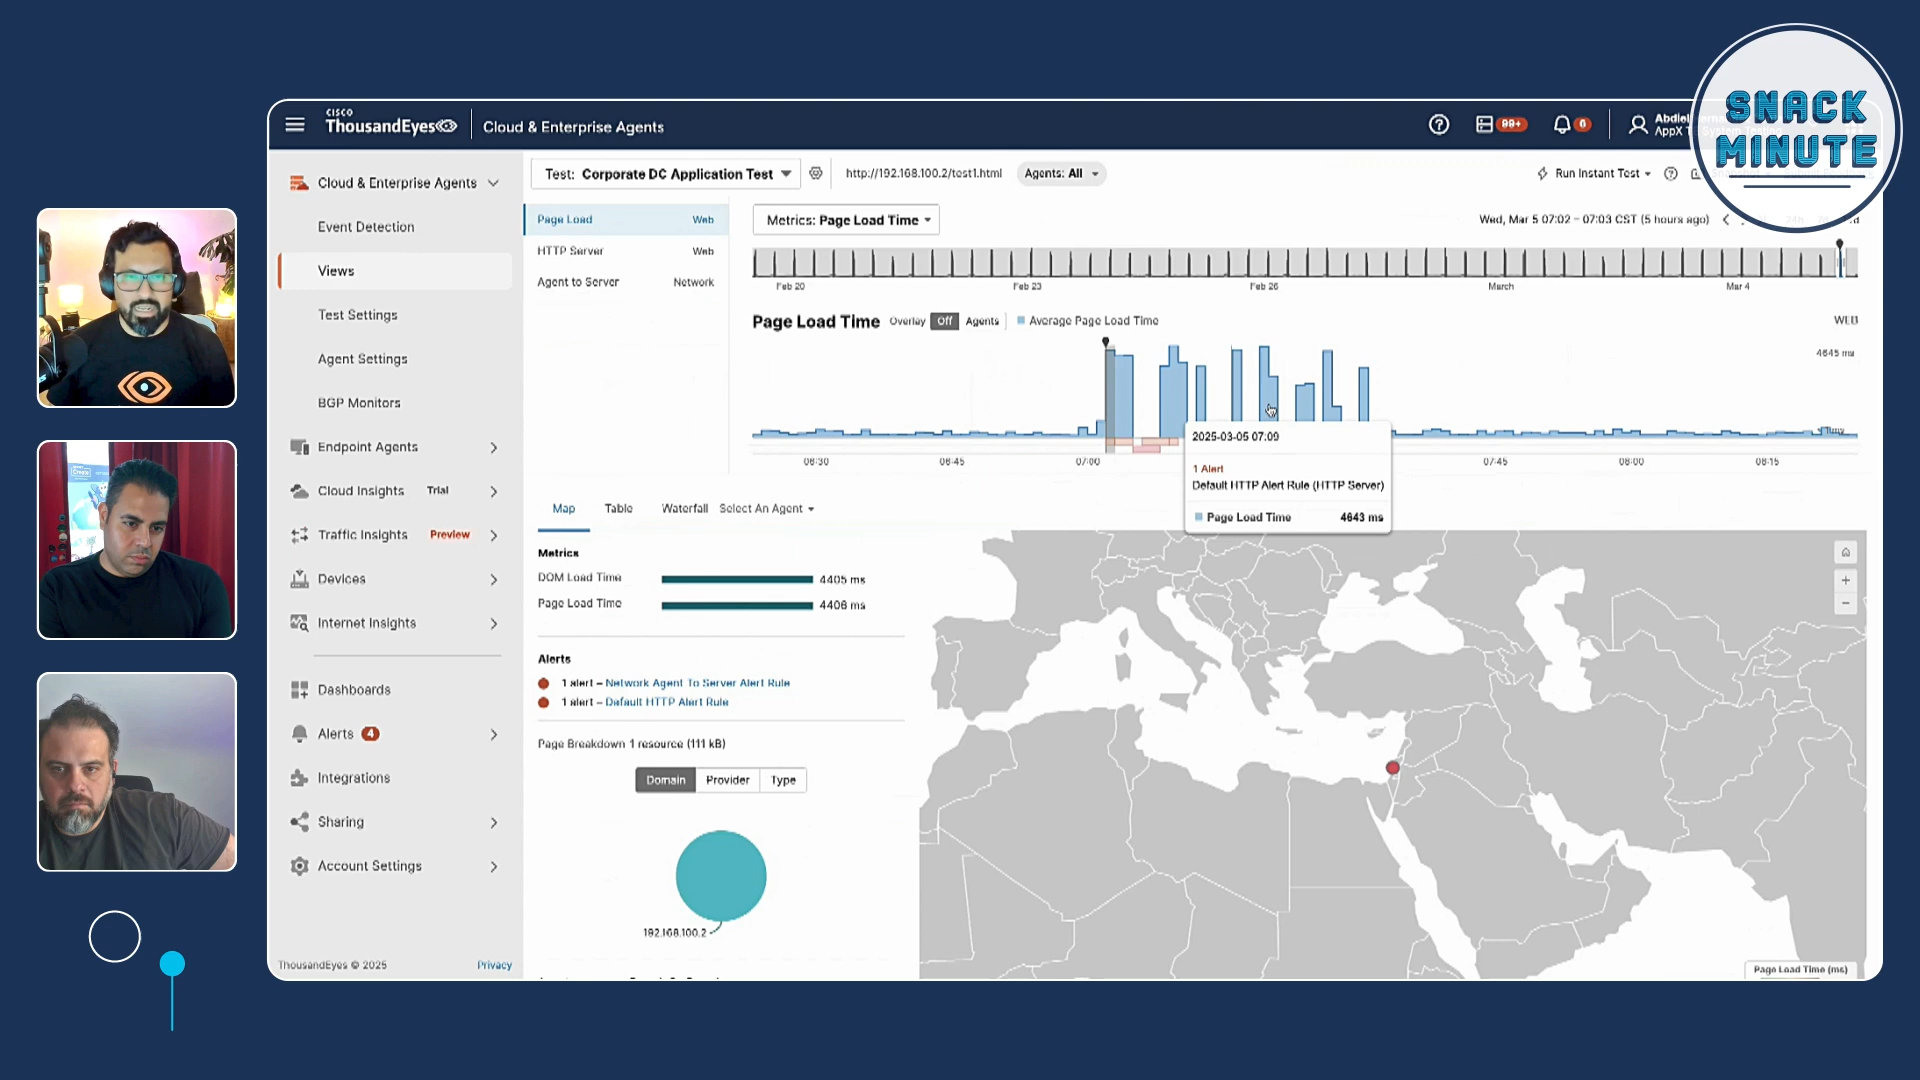 SNACK
MINUTE
CISCO
ThousandEyes
Cloud & Enterprise Agents
99+
6
Abdiel
AppX
Cloud & Enterprise Agents
Event Detection
Views
Test Settings
Agent Settings
BGP Monitors
Endpoint Agents
Cloud Insights Trial
Traffic Insights Preview
Devices
Internet Insights
Dashboards
Alerts 4
Integrations
Sharing
Account Settings
ThousandEyes © 2025 Privacy
Test: Corporate DC Application Test
http://192.168.100.2/test1.html
Agents: All
Run Instant Test
Page Load Web
HTTP Server Web
Agent to Server Network
Metrics: Page Load Time
Wed, Mar 5 07:02 – 07:03 CST (5 hours ago)
Feb 20 Feb 23 Feb 26 March Mar 4
Page Load Time Overlay Off Agents Average Page Load Time WEB
4645 ms
06:30 06:45 07:00 07:45 08:00 08:15
2025-03-05 07:09
1 Alert
Default HTTP Alert Rule (HTTP Server)
Page Load Time 4643 ms
Map Table Waterfall Select An Agent
Metrics
DOM Load Time 4405 ms
Page Load Time 4406 ms
Alerts
1 alert – Network Agent To Server Alert Rule
1 alert – Default HTTP Alert Rule
Page Breakdown 1 resource (111 kB)
Domain Provider Type
192.168.100.2
Page Load Time (ms)